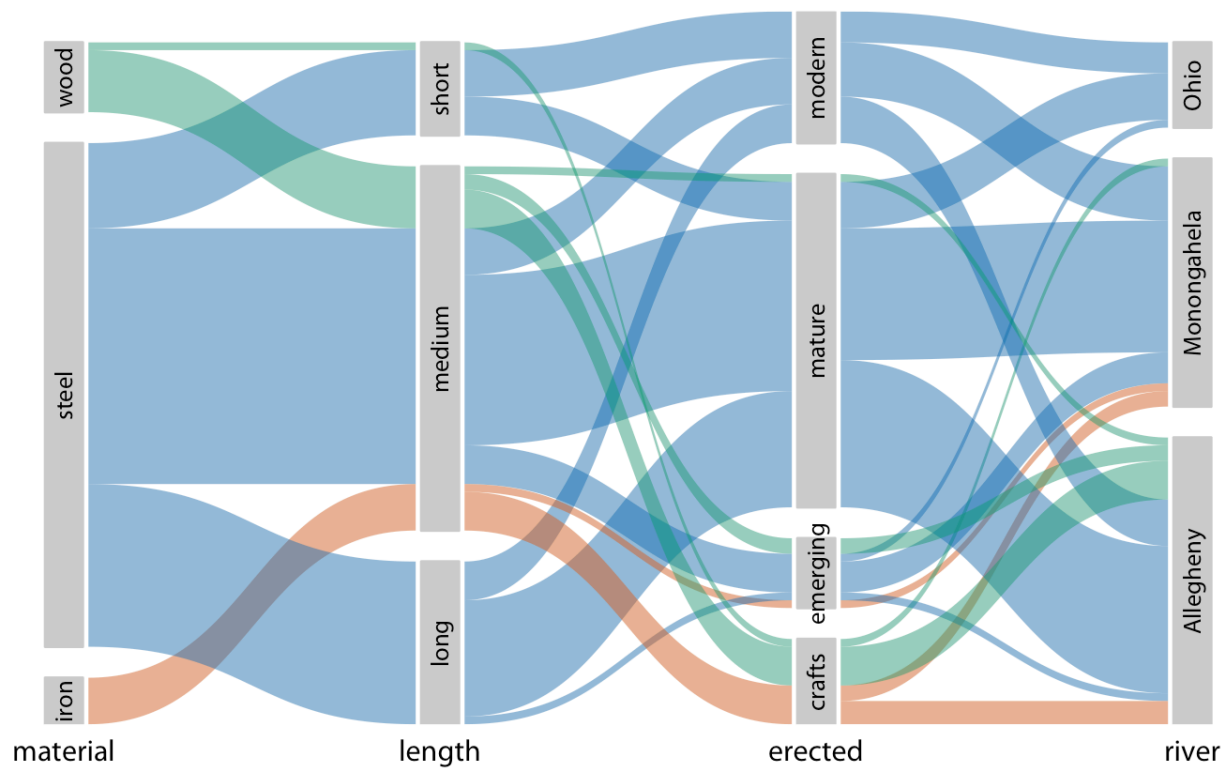 wood
steel
iron
short
medium
long
modern
mature
emerging
crafts
Ohio
Monongahela
Allegheny
material
length
erected
river